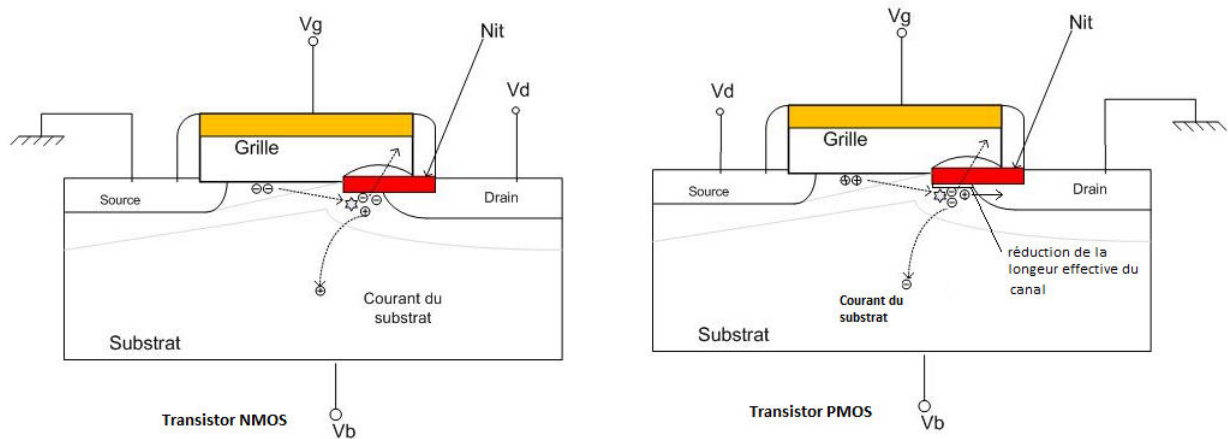 Vg
Nit
Vd
Grille
Source
Drain
Courant du
substrat
Substrat
Transistor NMOS
Vb
Vg
Nit
Vd
Grille
Source
Drain
réduction de la
longeur effective du
canal
Courant du
substrat
Substrat
Transistor PMOS
Vb